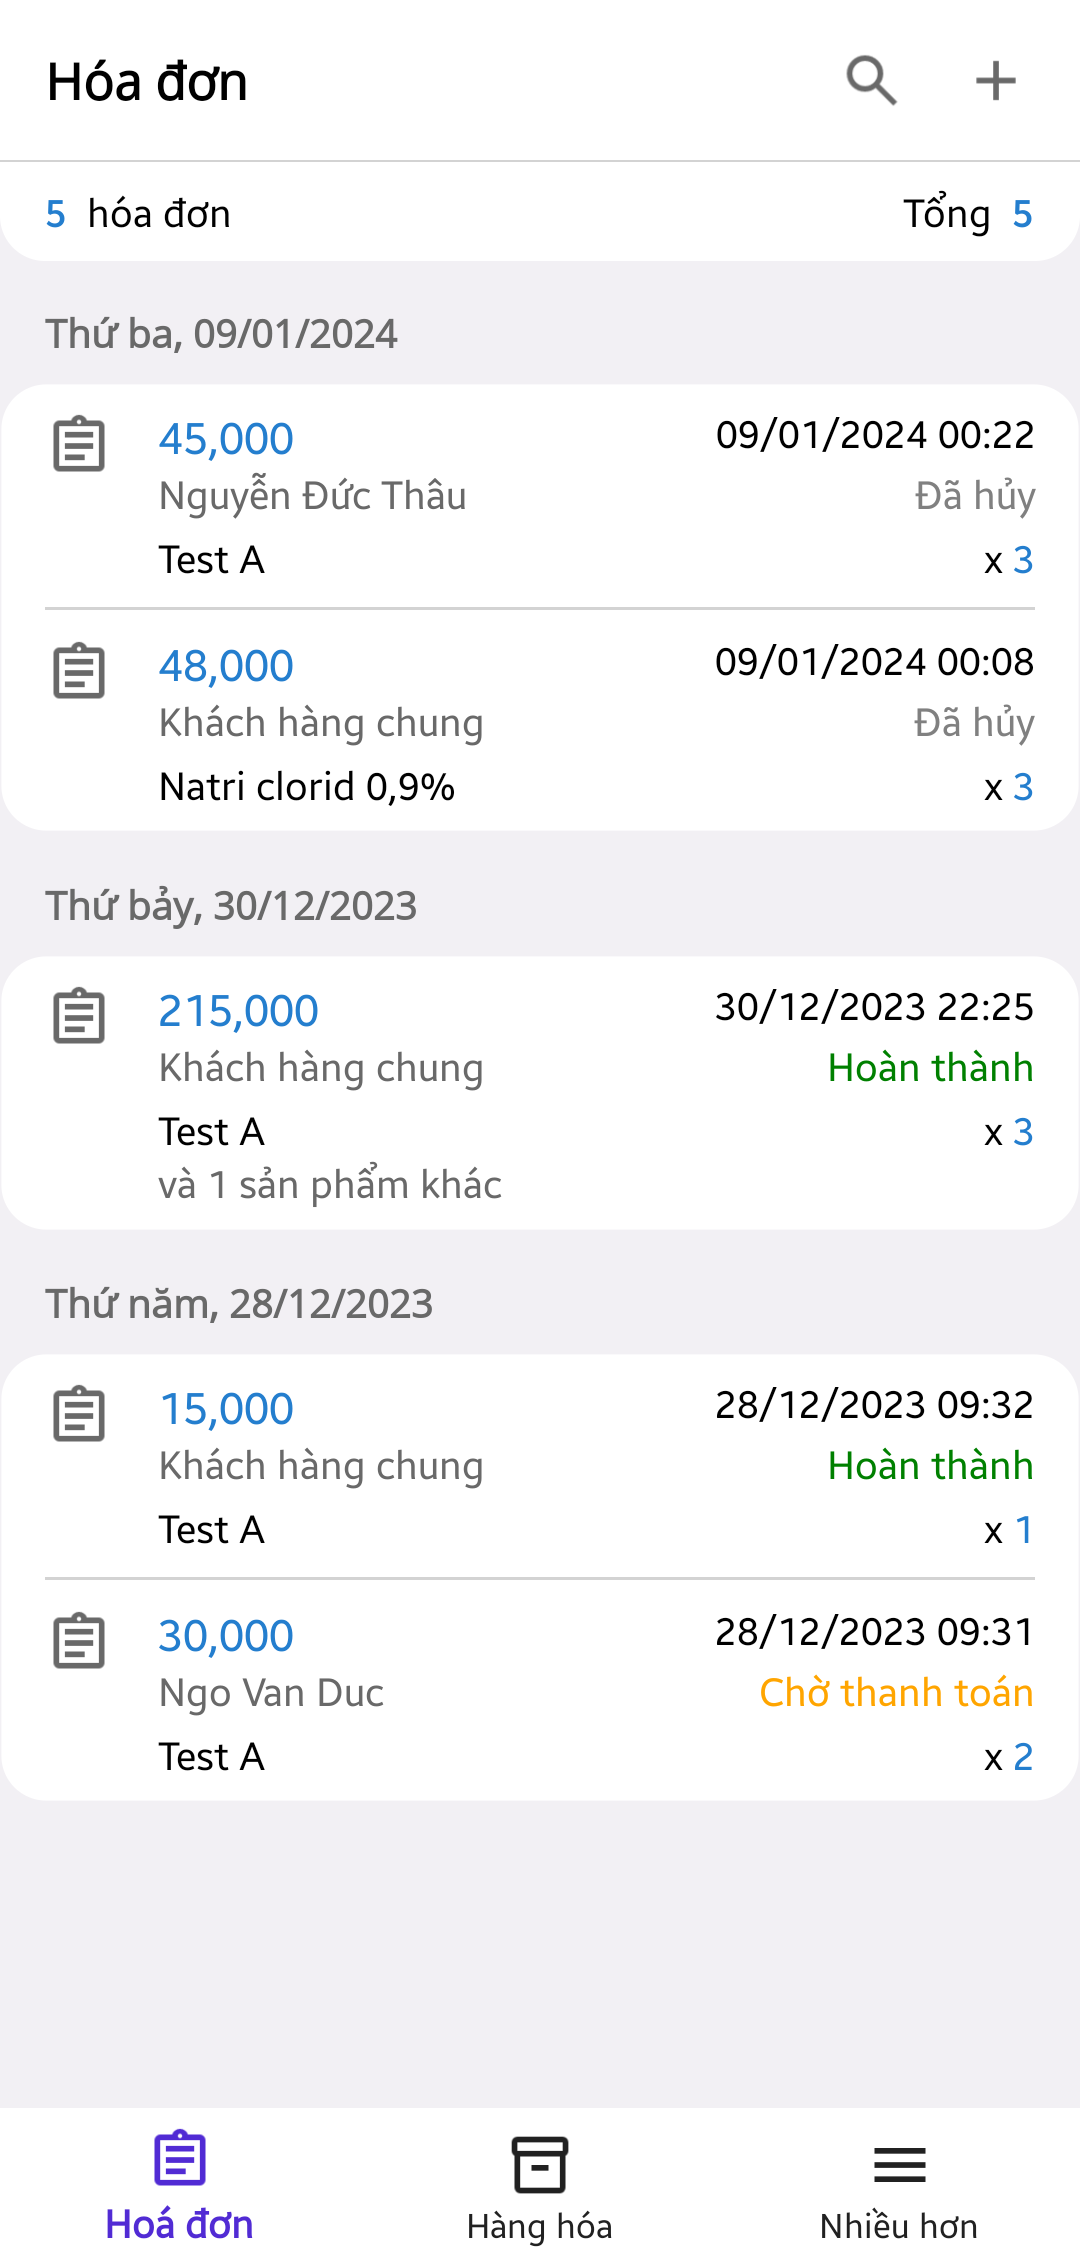 Hóa đơn
5 hóa đơn Tổng 5
Thứ ba, 09/01/2024
45,000 09/01/2024 00:22
Nguyễn Đức Thâu Đã hủy
Test A x 3
48,000 09/01/2024 00:08
Khách hàng chung Đã hủy
Natri clorid 0,9% x 3
Thứ bảy, 30/12/2023
215,000 30/12/2023 22:25
Khách hàng chung Hoàn thành
Test A x 3
và 1 sản phẩm khác
Thứ năm, 28/12/2023
15,000 28/12/2023 09:32
Khách hàng chung Hoàn thành
Test A x 1
30,000 28/12/2023 09:31
Ngo Van Duc Chờ thanh toán
Test A x 2
Hoá đơn Hàng hóa Nhiều hơn